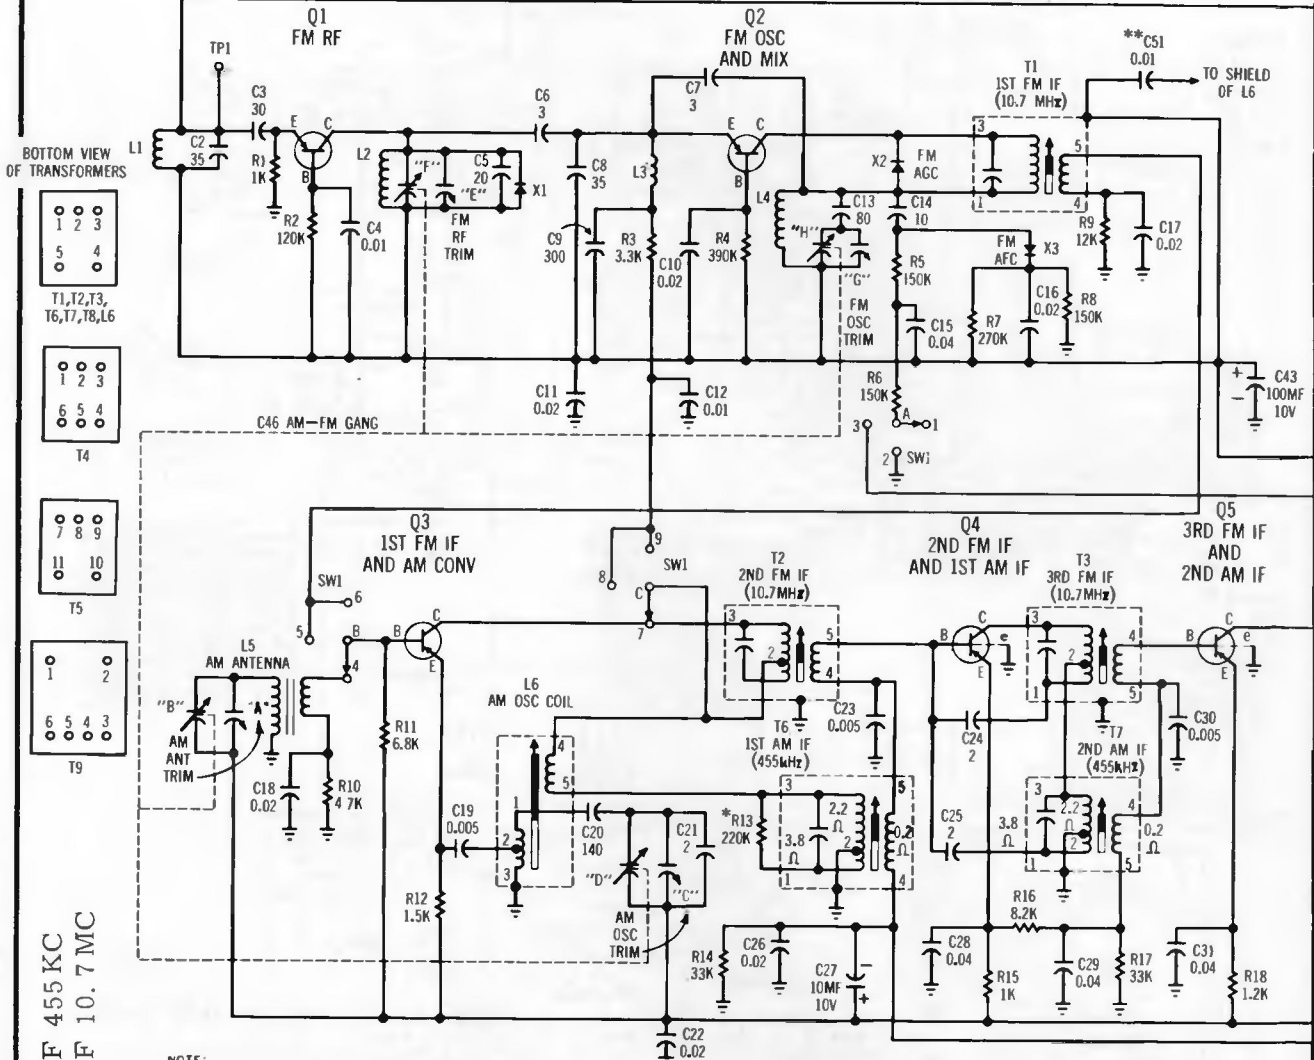 Q1
FM RF
Q2
FM OSC
AND MIX
TP1
**C51
0.01
TO SHIELD
OF L6
T1
1ST FM IF
(10.7 MHz)
C3
30
C6
3
C7
3
E
C
B
E
C
B
3
5
1
4
L1
C2
35
R1
1K
L2
"F"
C5
20
"E"
X1
FM
RF
TRIM
C8
35
L3
X2
FM
AGC
L4
C13
80
C14
10
BOTTOM VIEW
OF TRANSFORMERS
1 2 3
5 4
T1,T2,T3,
T6,T7,T8,L6
R2
120K
C4
0.01
C9
300
R3
3.3K
C10
0.02
R4
390K
"H"
"G"
FM
OSC
TRIM
R5
150K
FM
AFC
X3
R9
12K
C17
0.02
C16
0.02
R8
150K
R7
270K
C15
0.04
1 2 3
6 5 4
T4
C11
0.02
C12
0.01
R6
150K
+
−
C43
100MF
10V
C46 AM-FM GANG
A
1
3
2
SW1
7 8 9
11 10
T5
Q3
1ST FM IF
AND AM CONV
Q4
2ND FM IF
AND 1ST AM IF
Q5
3RD FM IF
AND
2ND AM IF
SW1
6
5
B
4
9
SW1
8
C
7
T2
2ND FM IF
(10.7MHz)
T3
3RD FM IF
(10.7MHz)
B
C
E
3
2
5
4
1
B
C
e
E
3
2
4
5
1
B
C
e
E
L5
AM ANTENNA
"B"
"A"
AM
ANT
TRIM
1 2
6 5 4 3
T9
R11
6.8K
L6
AM OSC COIL
4
5
1
2
3
C23
0.005
C24
2
C30
0.005
T6
1ST AM IF
(455kHz)
T7
2ND AM IF
(455kHz)
C18
0.02
R10
4.7K
C19
0.005
C20
140
C21
2
"D"
"C"
AM
OSC
TRIM
*R13
220K
3
2.2
Ω
3.8
Ω
2
1
5
0.2
Ω
4
C25
2
3
2.2
Ω
3.8
Ω
2
1
4
0.2
Ω
5
R12
1.5K
R14
33K
C26
0.02
C27
10MF
10V
−
+
C28
0.04
R16
8.2K
R15
1K
C29
0.04
R17
33K
C31
0.04
R18
1.2K
C22
0.02
F 455KC
F 10.7MC
NOTE: